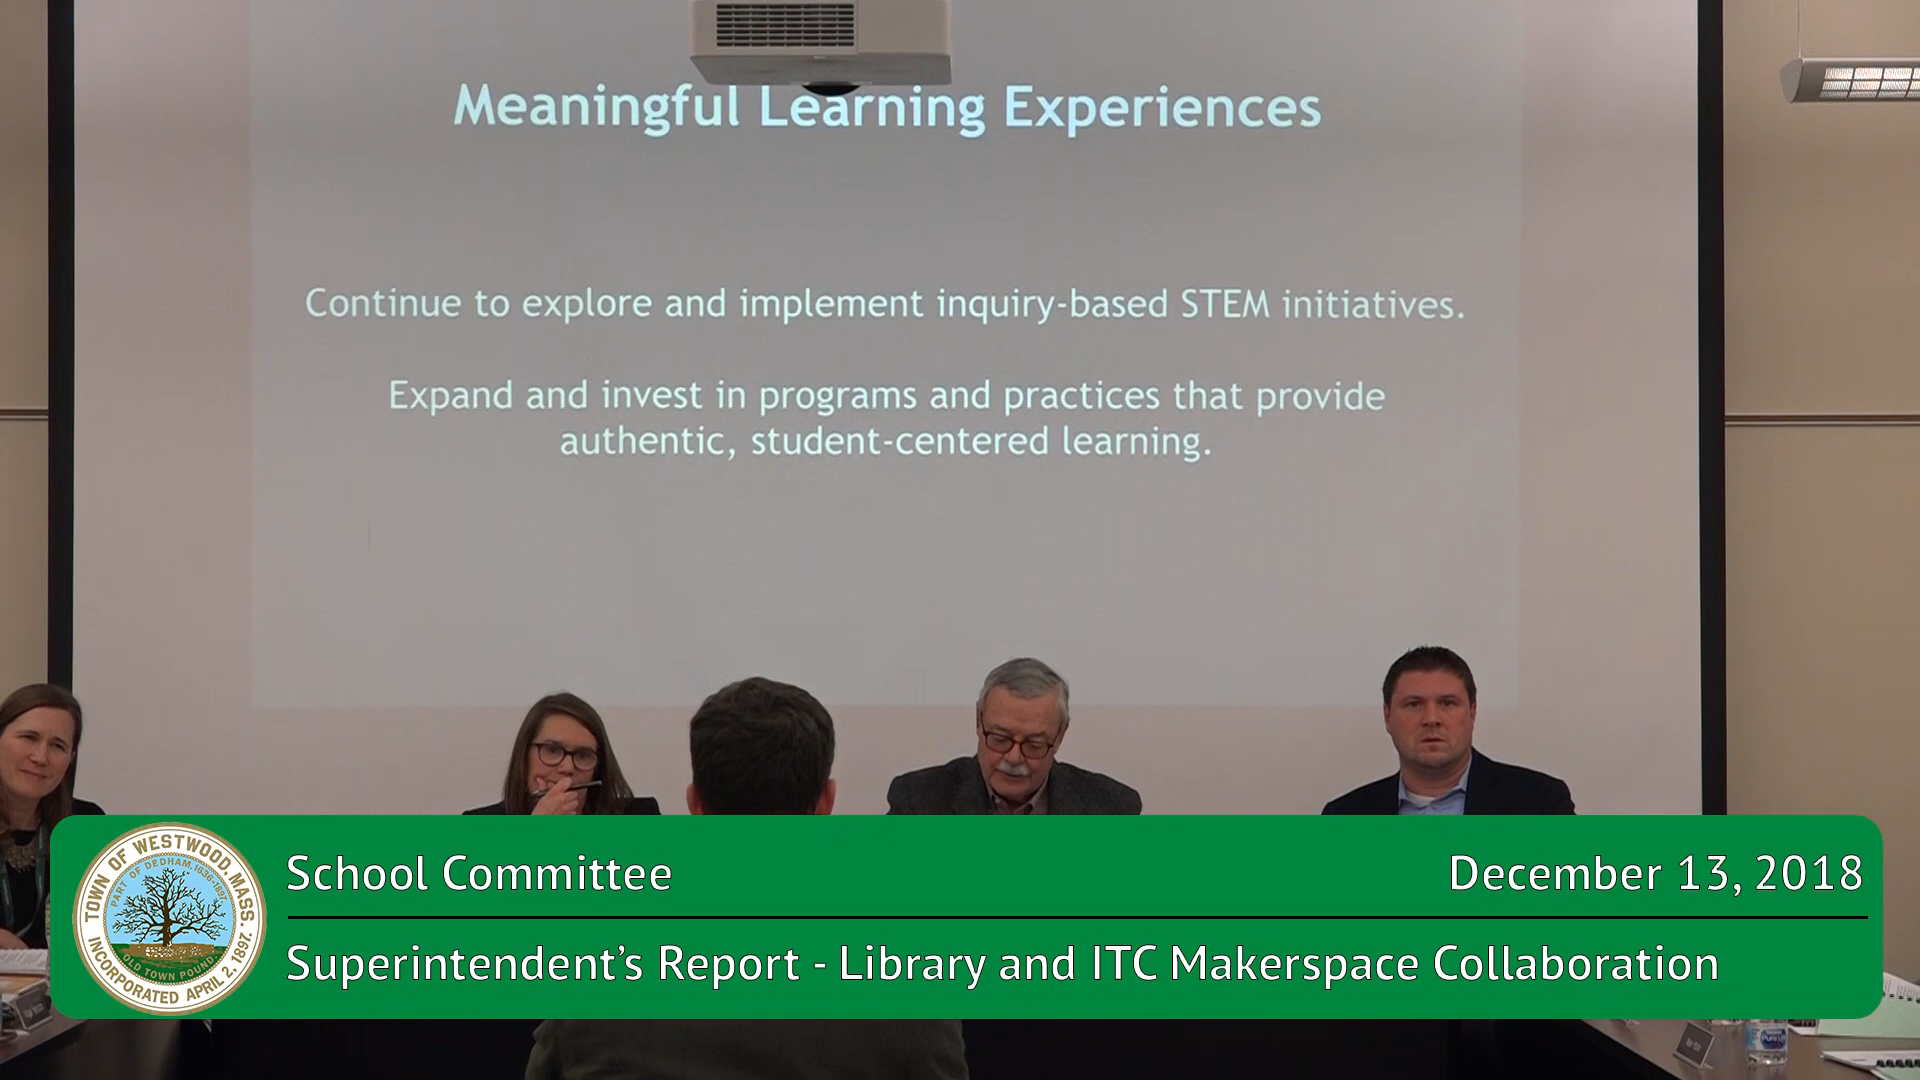 Meaningful Learning Experiences
Continue to explore and implement inquiry-based STEM initiatives.
Expand and invest in programs and practices that provide
authentic, student-centered learning.
School Committee
December 13, 2018
Superintendent’s Report - Library and ITC Makerspace Collaboration
TOWN OF WESTWOOD, MASS.
PART OF DEDHAM, 1636-1897
OLD TOWN POUND
INCORPORATED APRIL 2, 1897.